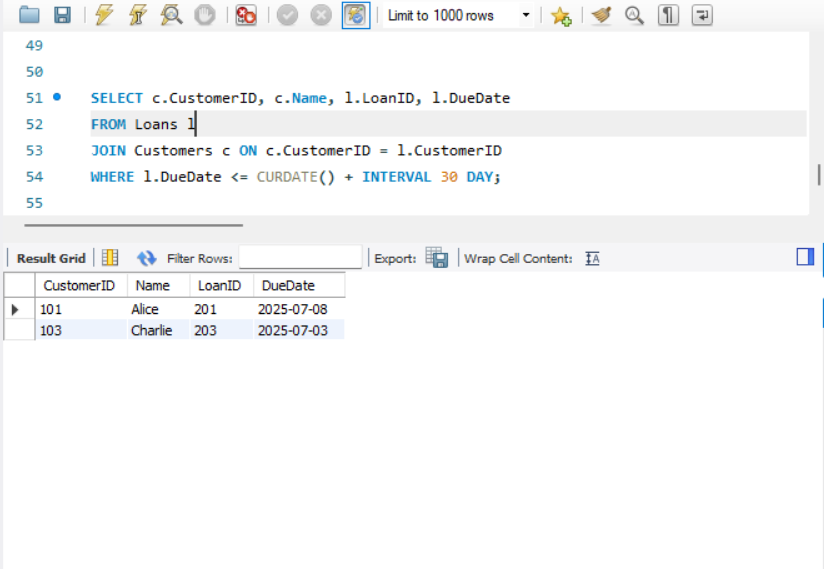 Limit to 1000 rows
49
50
51 SELECT c.CustomerID, c.Name, l.LoanID, l.DueDate
52 FROM Loans l
53 JOIN Customers c ON c.CustomerID = l.CustomerID
54 WHERE l.DueDate <= CURDATE() + INTERVAL 30 DAY;
55
Result Grid Filter Rows: Export: Wrap Cell Content: IA
CustomerID Name LoanID DueDate
101 Alice 201 2025-07-08
103 Charlie 203 2025-07-03